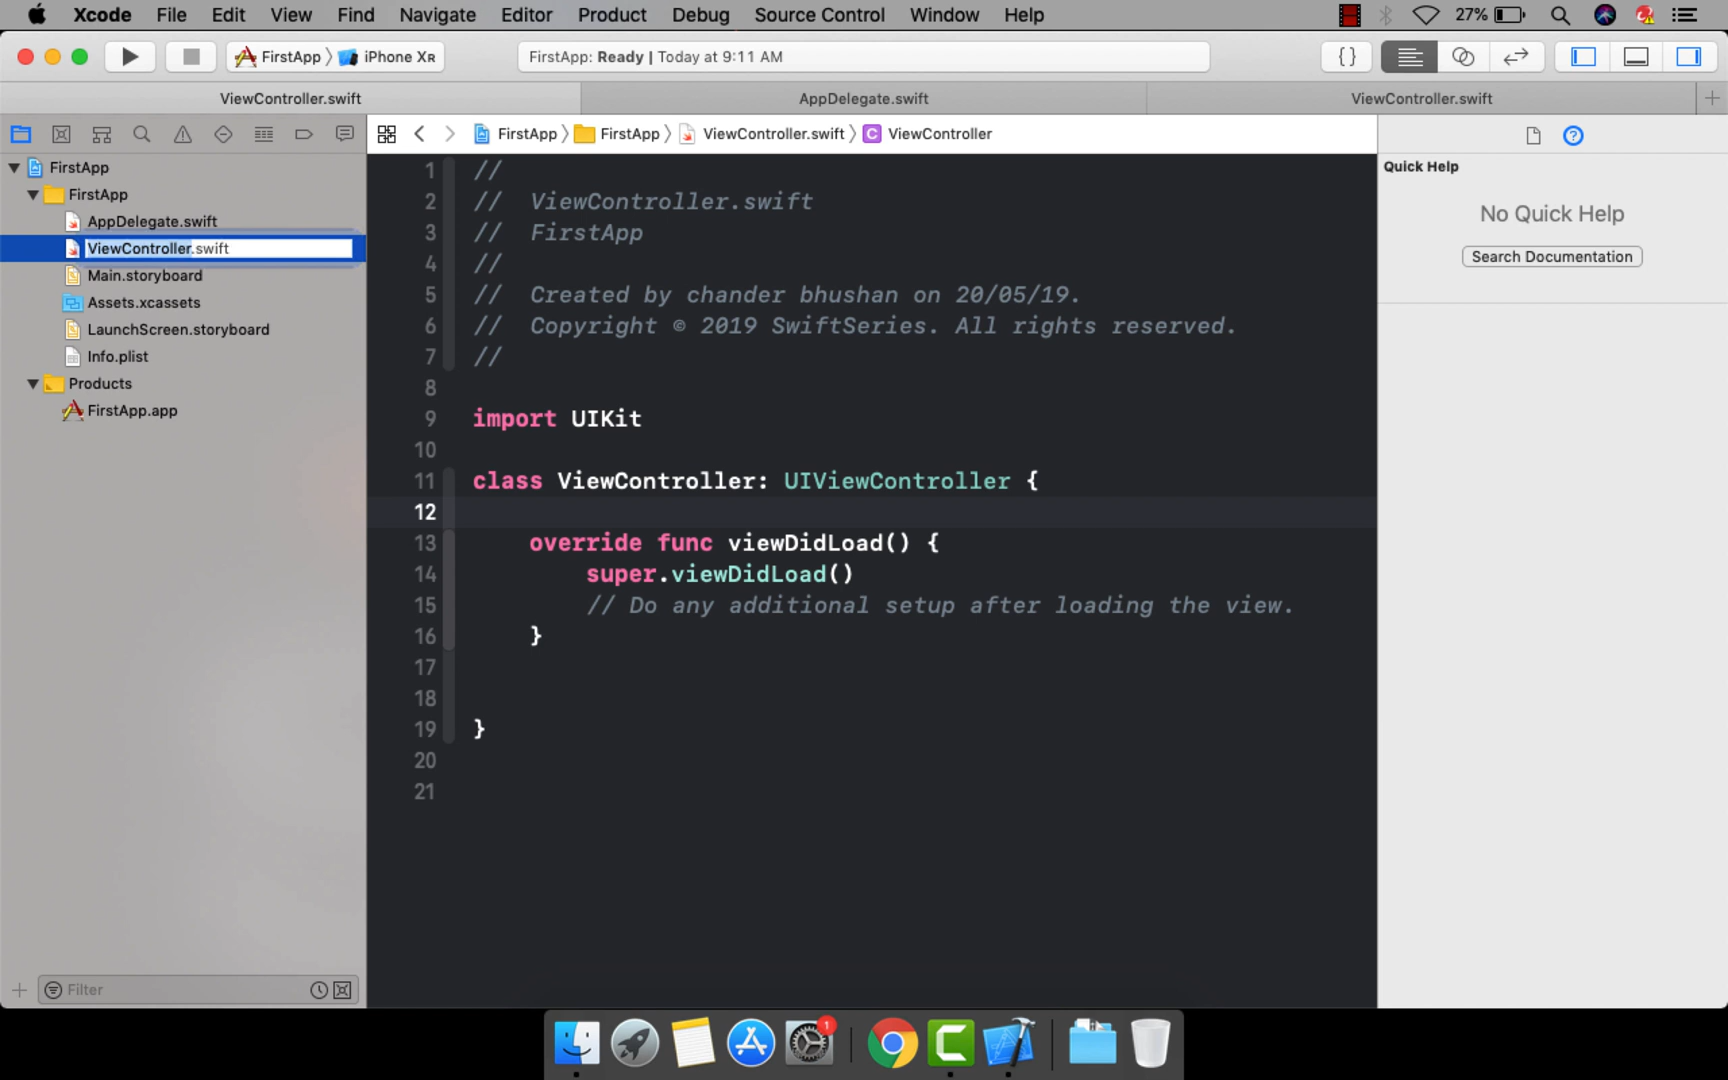 Xcode File Edit View Find Navigate Editor Product Debug Source Control Window Help 27%
FirstApp iPhone XR FirstApp: Ready | Today at 9:11 AM { }
ViewController.swift AppDelegate.swift ViewController.swift
FirstApp FirstApp ViewController.swift C ViewController
FirstApp
FirstApp
AppDelegate.swift
ViewController.swift
Main.storyboard
Assets.xcassets
LaunchScreen.storyboard
Info.plist
Products
FirstApp.app
Filter
1 //
2 // ViewController.swift
3 // FirstApp
4 //
5 // Created by chander bhushan on 20/05/19.
6 // Copyright © 2019 SwiftSeries. All rights reserved.
7 //
8
9 import UIKit
10
11 class ViewController: UIViewController {
12
13 override func viewDidLoad() {
14 super.viewDidLoad()
15 // Do any additional setup after loading the view.
16 }
17
18
19 }
20
21
Quick Help
No Quick Help
Search Documentation
1